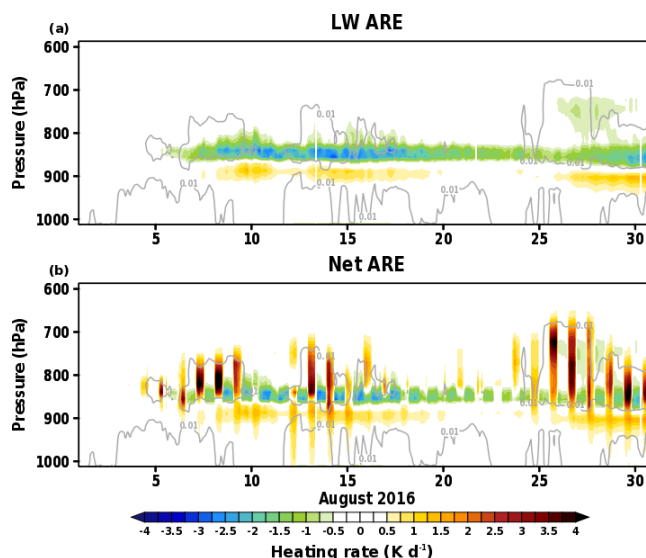 LW ARE
(a)
600
700
800
900
1000
Pressure (hPa)
0.01
0.01
0.01
0.01
0.01
0.01
0.01
5 10 15 20 25 30
Net ARE
(b)
600
700
800
900
1000
Pressure (hPa)
0.01
0.01
0.01
0.01
0.01
0.01
5 10 15 20 25 30
August 2016
-4 -3.5 -3 -2.5 -2 -1.5 -1 -0.5 0 0.5 1 1.5 2 2.5 3 3.5 4
Heating rate (K d⁻¹)